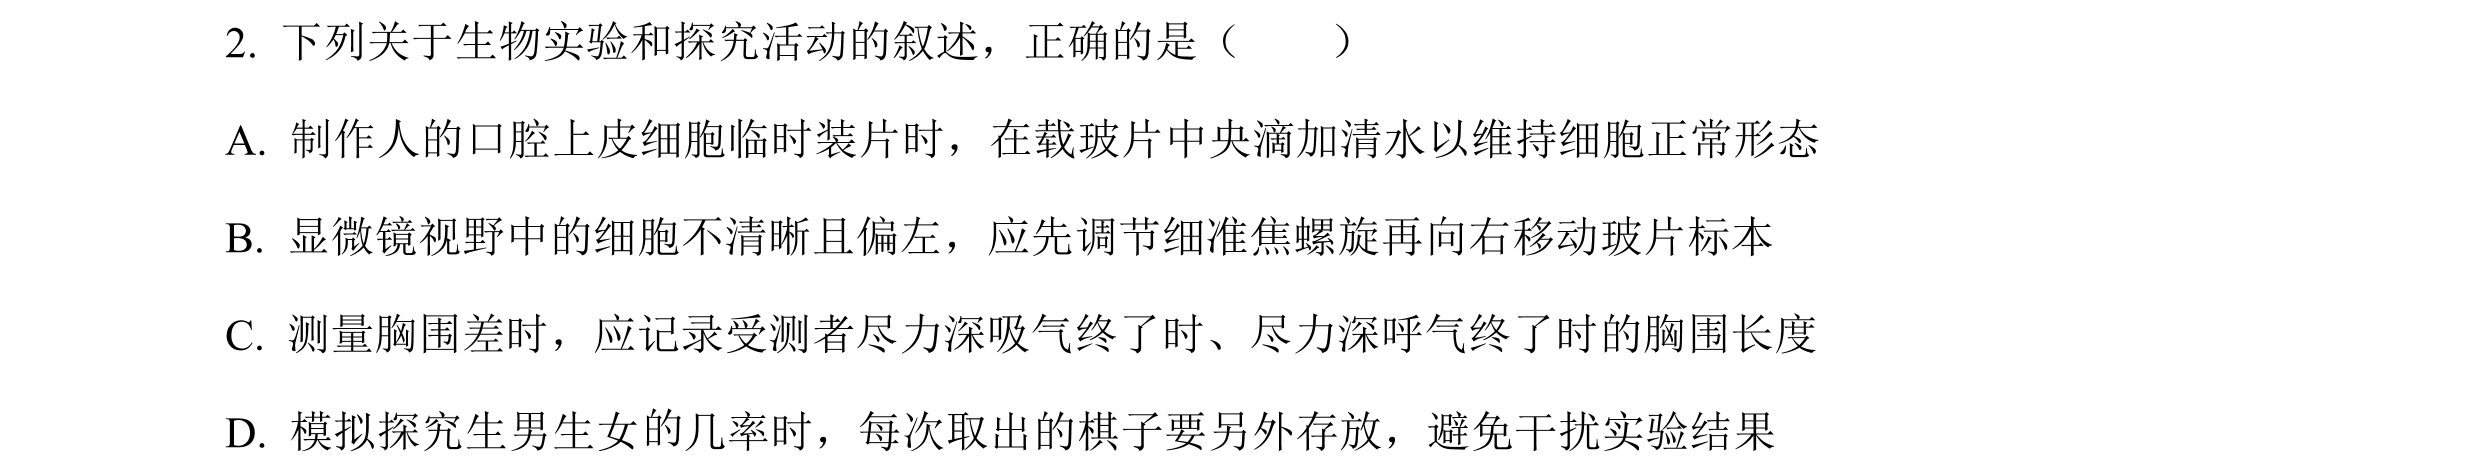 2. 下列关于生物实验和探究活动的叙述，正确的是（　　）
A. 制作人的口腔上皮细胞临时装片时，在载玻片中央滴加清水以维持细胞正常形态
B. 显微镜视野中的细胞不清晰且偏左，应先调节细准焦螺旋再向右移动玻片标本
C. 测量胸围差时，应记录受测者尽力深吸气终了时、尽力深呼气终了时的胸围长度
D. 模拟探究生男生女的几率时，每次取出的棋子要另外存放，避免干扰实验结果